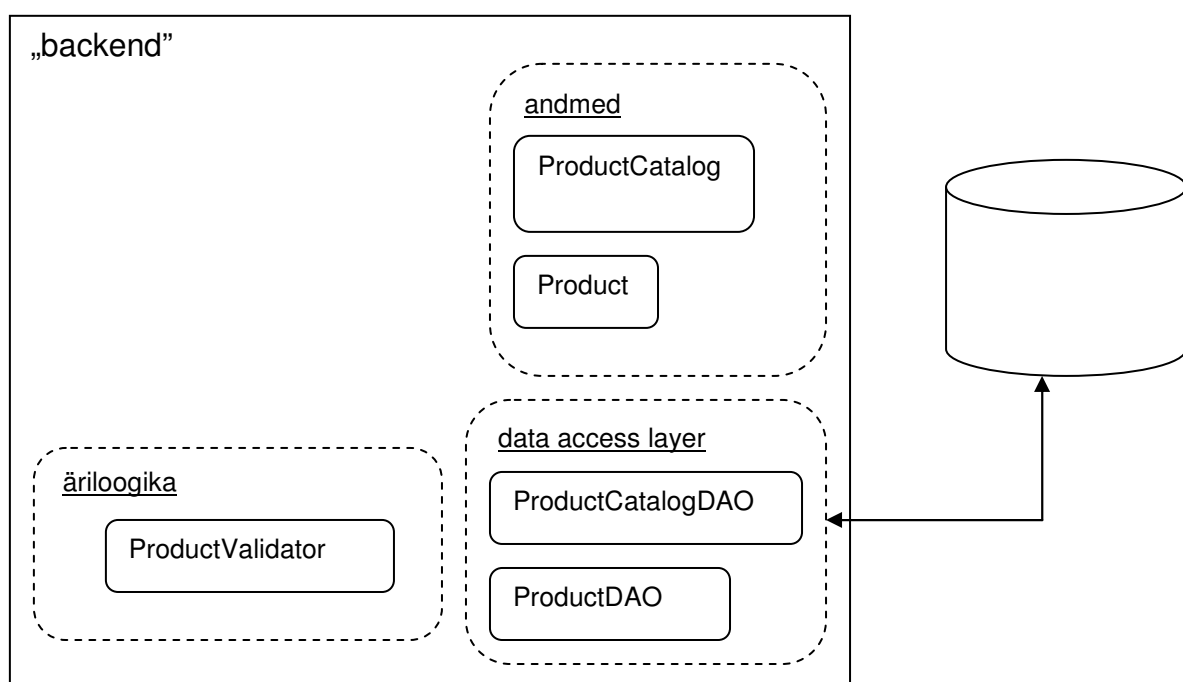 „backend”
andmed
ProductCatalog
Product
data access layer
ProductCatalogDAO
ProductDAO
äriloogika
ProductValidator